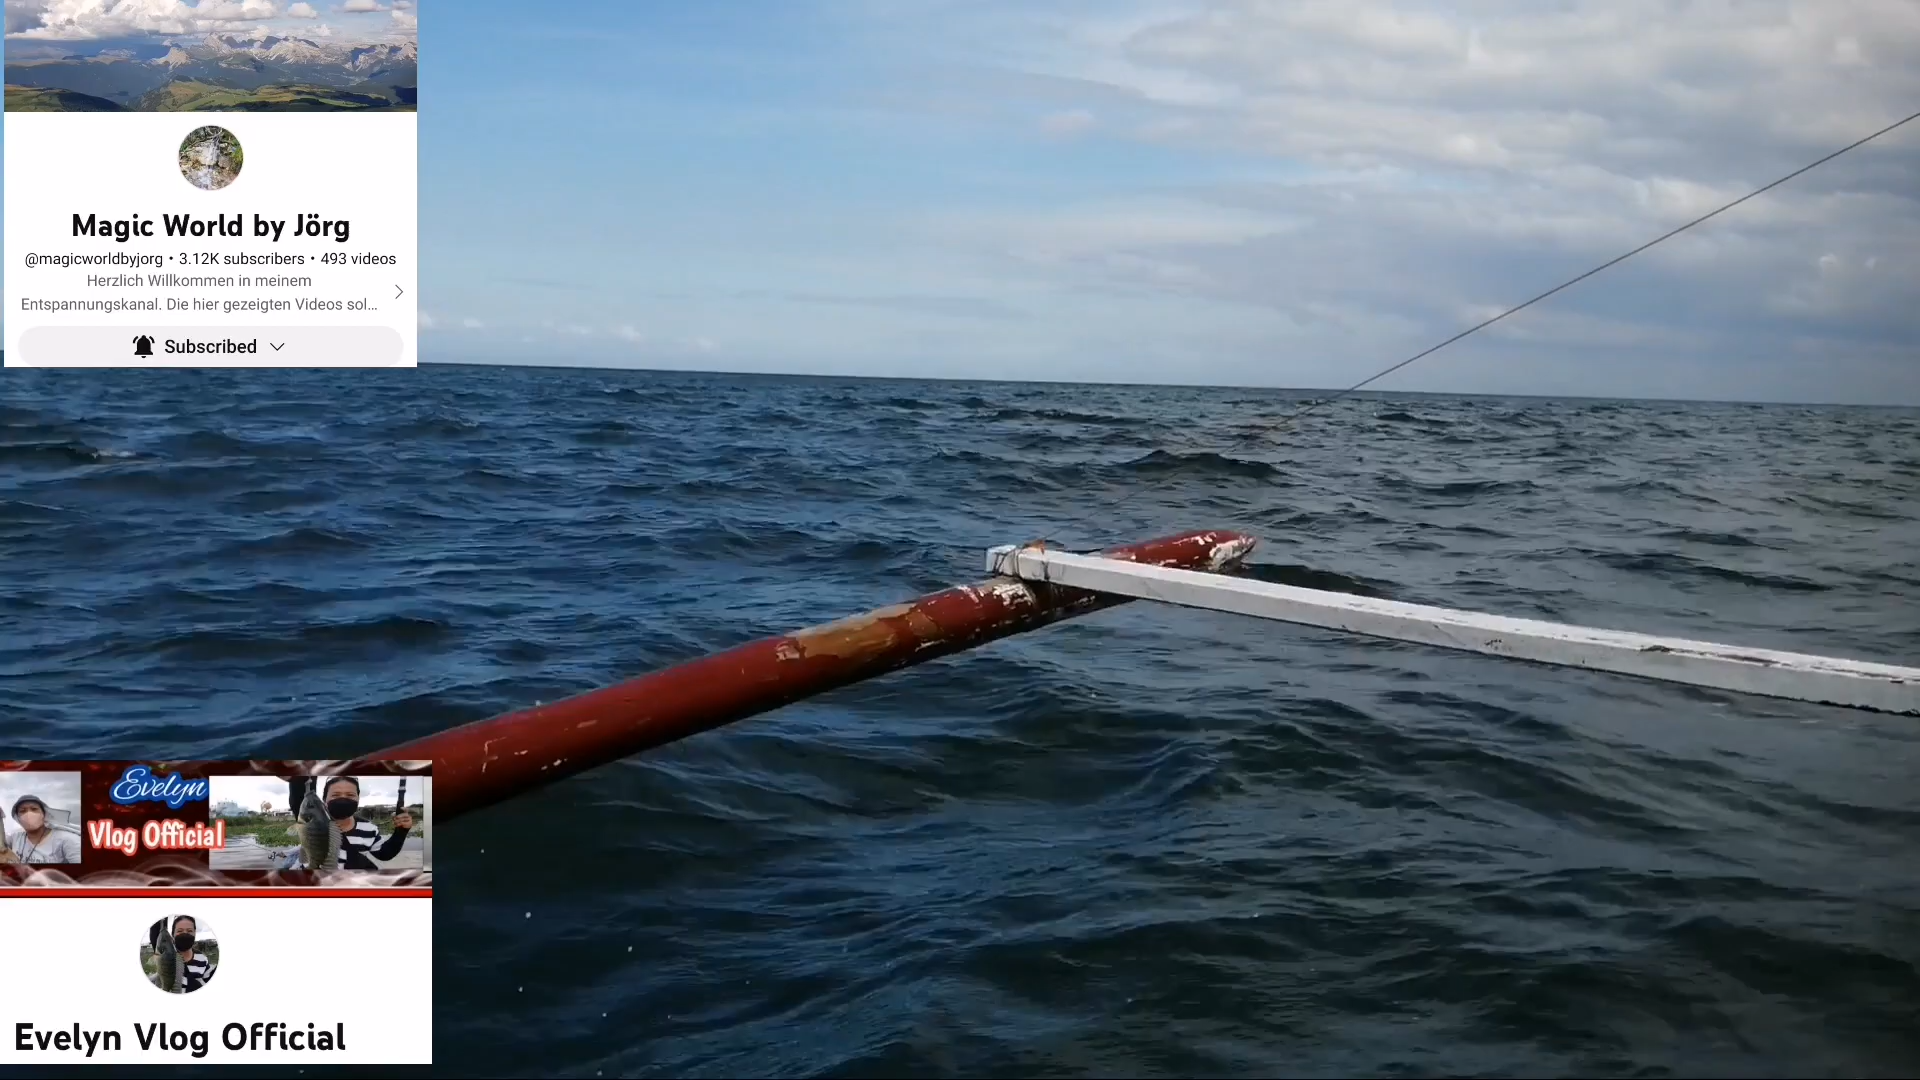 Magic World by Jörg
@magicworldbyjorg • 3.12K subscribers • 493 videos
Herzlich Willkommen in meinem
Entspannungskanal. Die hier gezeigten Videos sol...
Subscribed
Evelyn
Vlog Official
Evelyn Vlog Official